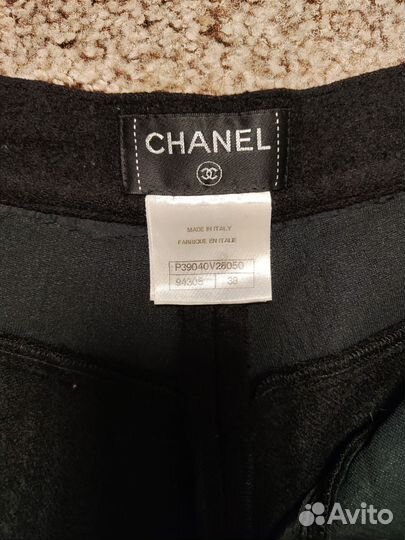 CHANEL
MADE IN ITALY
FABRIQUE EN ITALIE
P39040V26050
94305 38
Avito